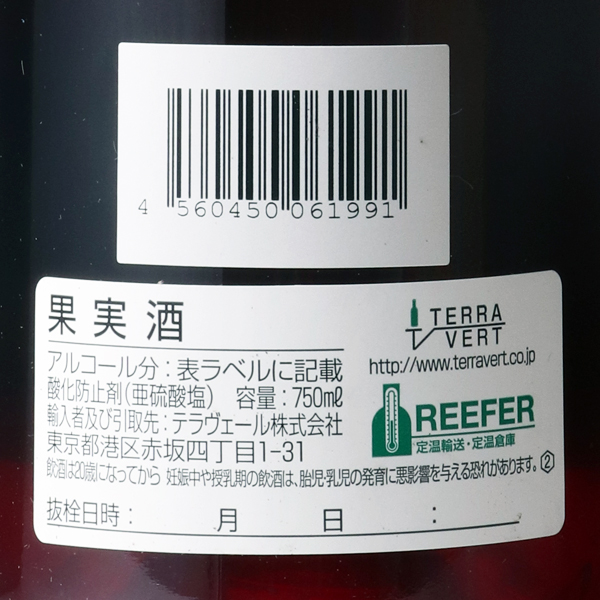 4 560450 061991
果実酒
TERRA
VERT
アルコール分：表ラベルに記載
http://www.terravert.co.jp
酸化防止剤(亜硫酸塩) 容量：750mℓ
輸入者及び引取先：テラヴェール株式会社
東京都港区赤坂四丁目1-31
REEFER
定温輸送・定温倉庫
飲酒は20歳になってから 妊娠中や授乳期の飲酒は、胎児・乳児の発育に悪影響を与える恐れがあります。②
抜栓日時： 月 日 ：